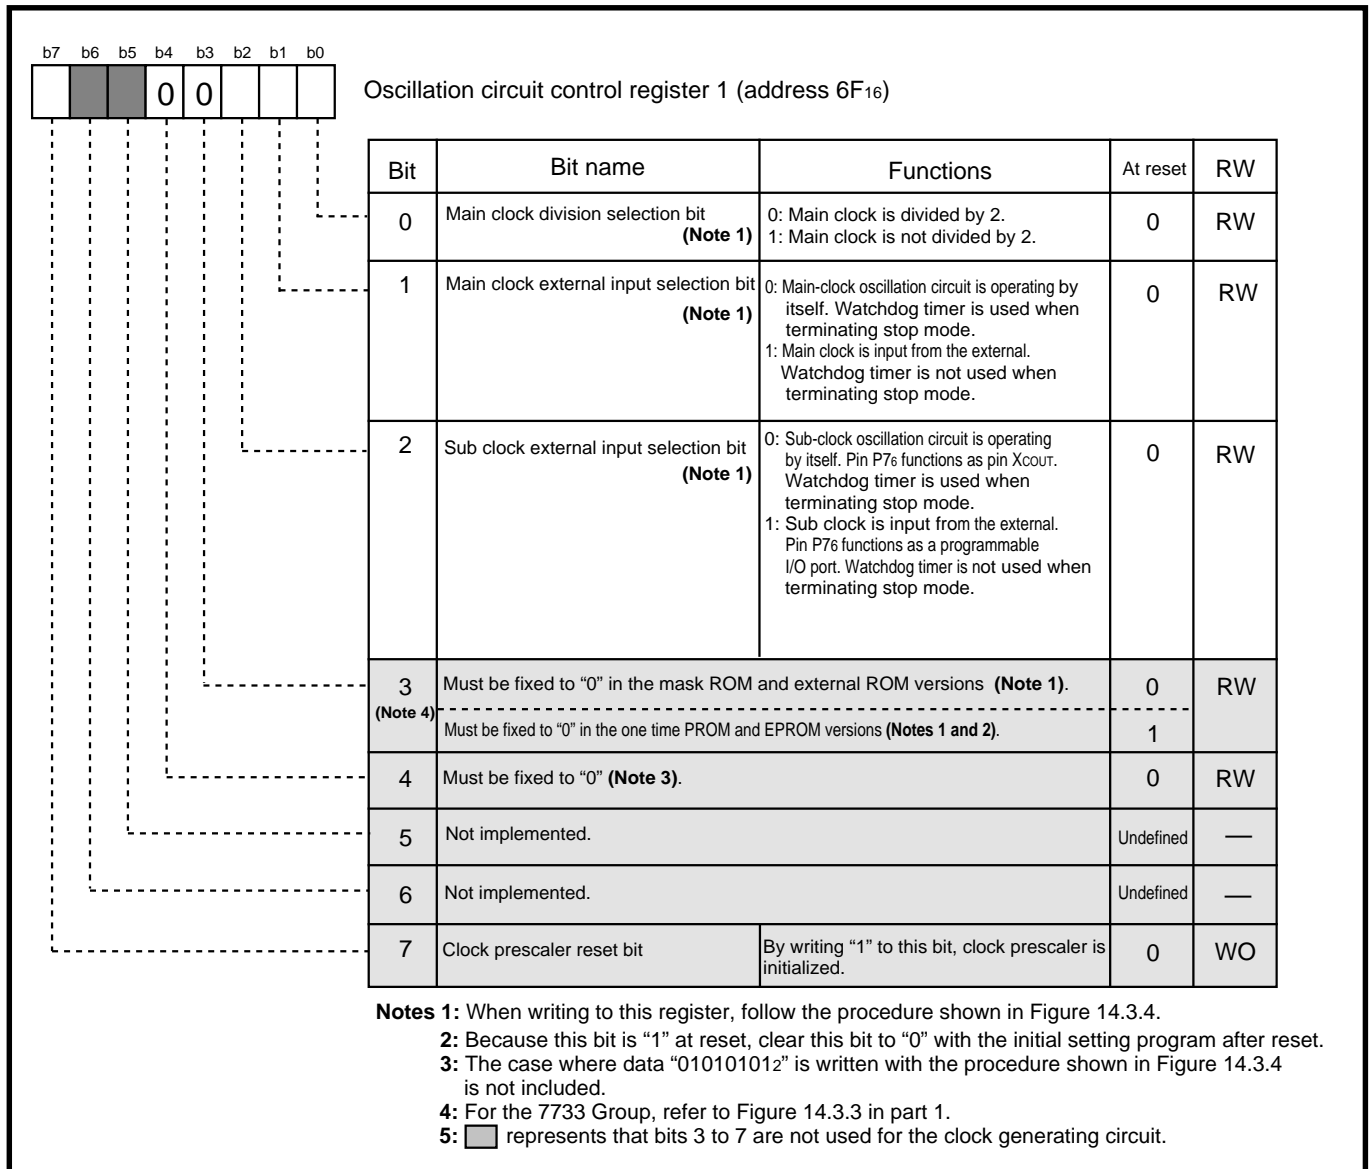 b7 b6 b5 b4 b3 b2 b1 b0
0 0
Oscillation circuit control register 1 (address 6F16)
Bit Bit name Functions At reset RW
0 Main clock division selection bit (Note 1) 0: Main clock is divided by 2. 0 RW
1: Main clock is not divided by 2.
1 Main clock external input selection bit (Note 1) 0: Main-clock oscillation circuit is operating by 0 RW
itself. Watchdog timer is used when
terminating stop mode.
1: Main clock is input from the external.
Watchdog timer is not used when
terminating stop mode.
2 Sub clock external input selection bit (Note 1) 0: Sub-clock oscillation circuit is operating 0 RW
by itself. Pin P76 functions as pin XCOUT.
Watchdog timer is used when
terminating stop mode.
1: Sub clock is input from the external.
Pin P76 functions as a programmable
I/O port. Watchdog timer is not used when
terminating stop mode.
3 (Note 4) Must be fixed to “0” in the mask ROM and external ROM versions (Note 1). 0 RW
Must be fixed to “0” in the one time PROM and EPROM versions (Notes 1 and 2). 1
4 Must be fixed to “0” (Note 3). 0 RW
5 Not implemented. Undefined —
6 Not implemented. Undefined —
7 Clock prescaler reset bit By writing “1” to this bit, clock prescaler is 0 WO
initialized.
Notes 1: When writing to this register, follow the procedure shown in Figure 14.3.4.
2: Because this bit is “1” at reset, clear this bit to “0” with the initial setting program after reset.
3: The case where data “010101012” is written with the procedure shown in Figure 14.3.4
is not included.
4: For the 7733 Group, refer to Figure 14.3.3 in part 1.
5: represents that bits 3 to 7 are not used for the clock generating circuit.